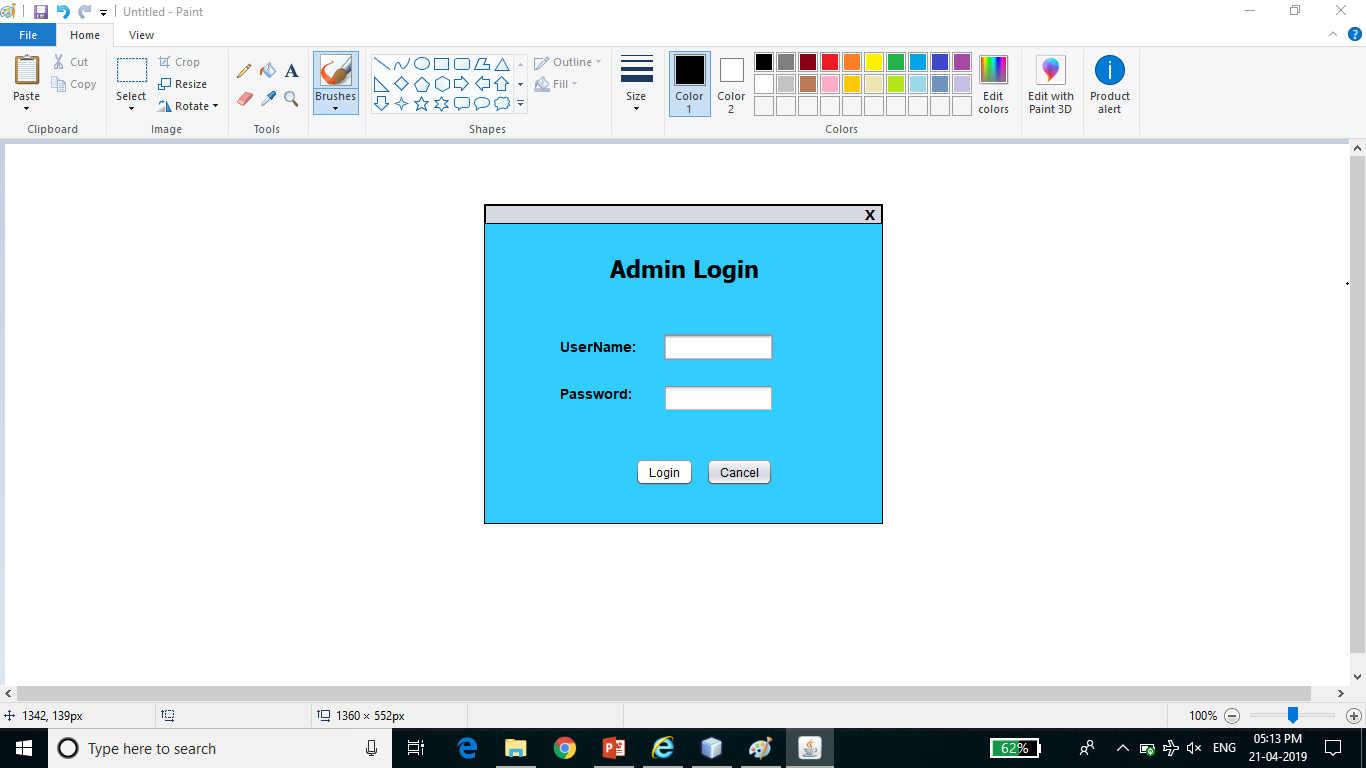 Untitled - Paint
File Home View
Paste
Cut
Copy
Clipboard
Select
Crop
Resize
Rotate
Image
A
Tools
Brushes
Outline
Fill
Shapes
Size
Color 1
Color 2
Colors
Edit colors
Edit with Paint 3D
Product alert
X
Admin Login
UserName:
Password:
Login Cancel
1342, 139px 1360 × 552px 100%
Type here to search 62% ENG 05:13 PM
21-04-2019